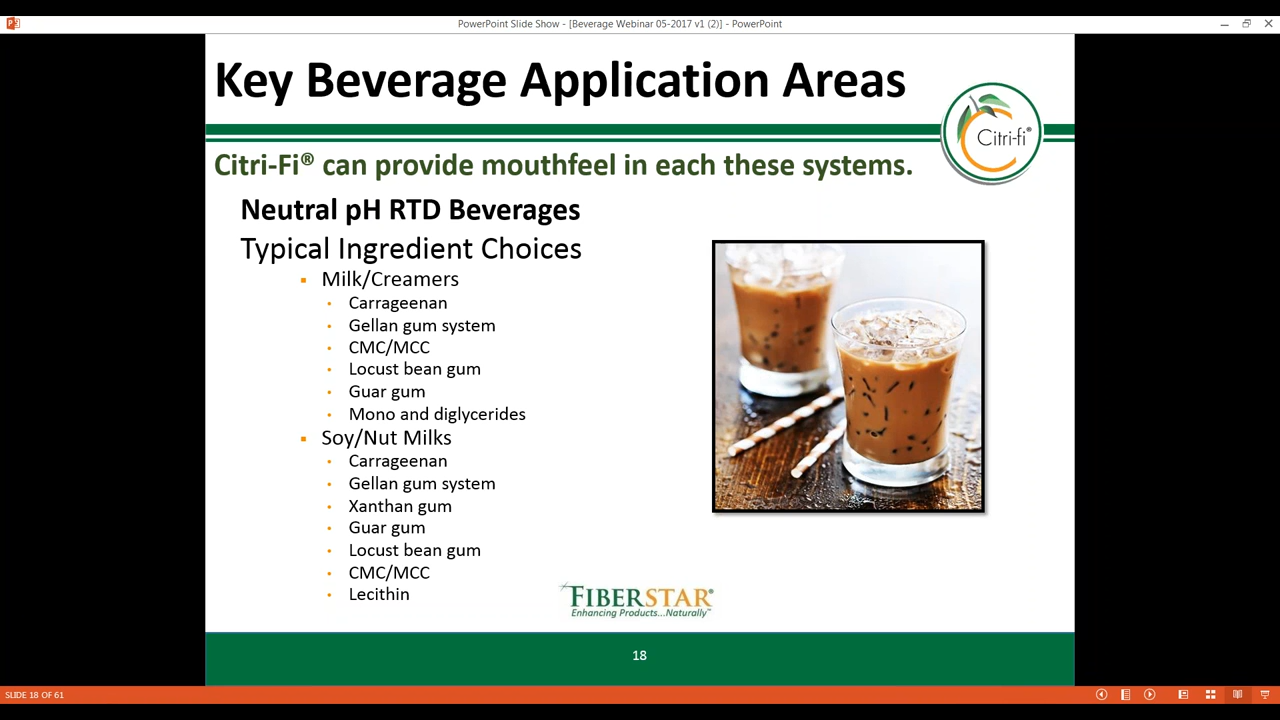 PowerPoint Slide Show - [Beverage Webinar 05-2017 v1 (2)] - PowerPoint
Key Beverage Application Areas
Citri-fi®
Citri-Fi® can provide mouthfeel in each these systems.
Neutral pH RTD Beverages
Typical Ingredient Choices
Milk/Creamers
Carrageenan
Gellan gum system
CMC/MCC
Locust bean gum
Guar gum
Mono and diglycerides
Soy/Nut Milks
Carrageenan
Gellan gum system
Xanthan gum
Guar gum
Locust bean gum
CMC/MCC
Lecithin
FIBERSTAR®
Enhancing Products...Naturally™
18
SLIDE 18 OF 61